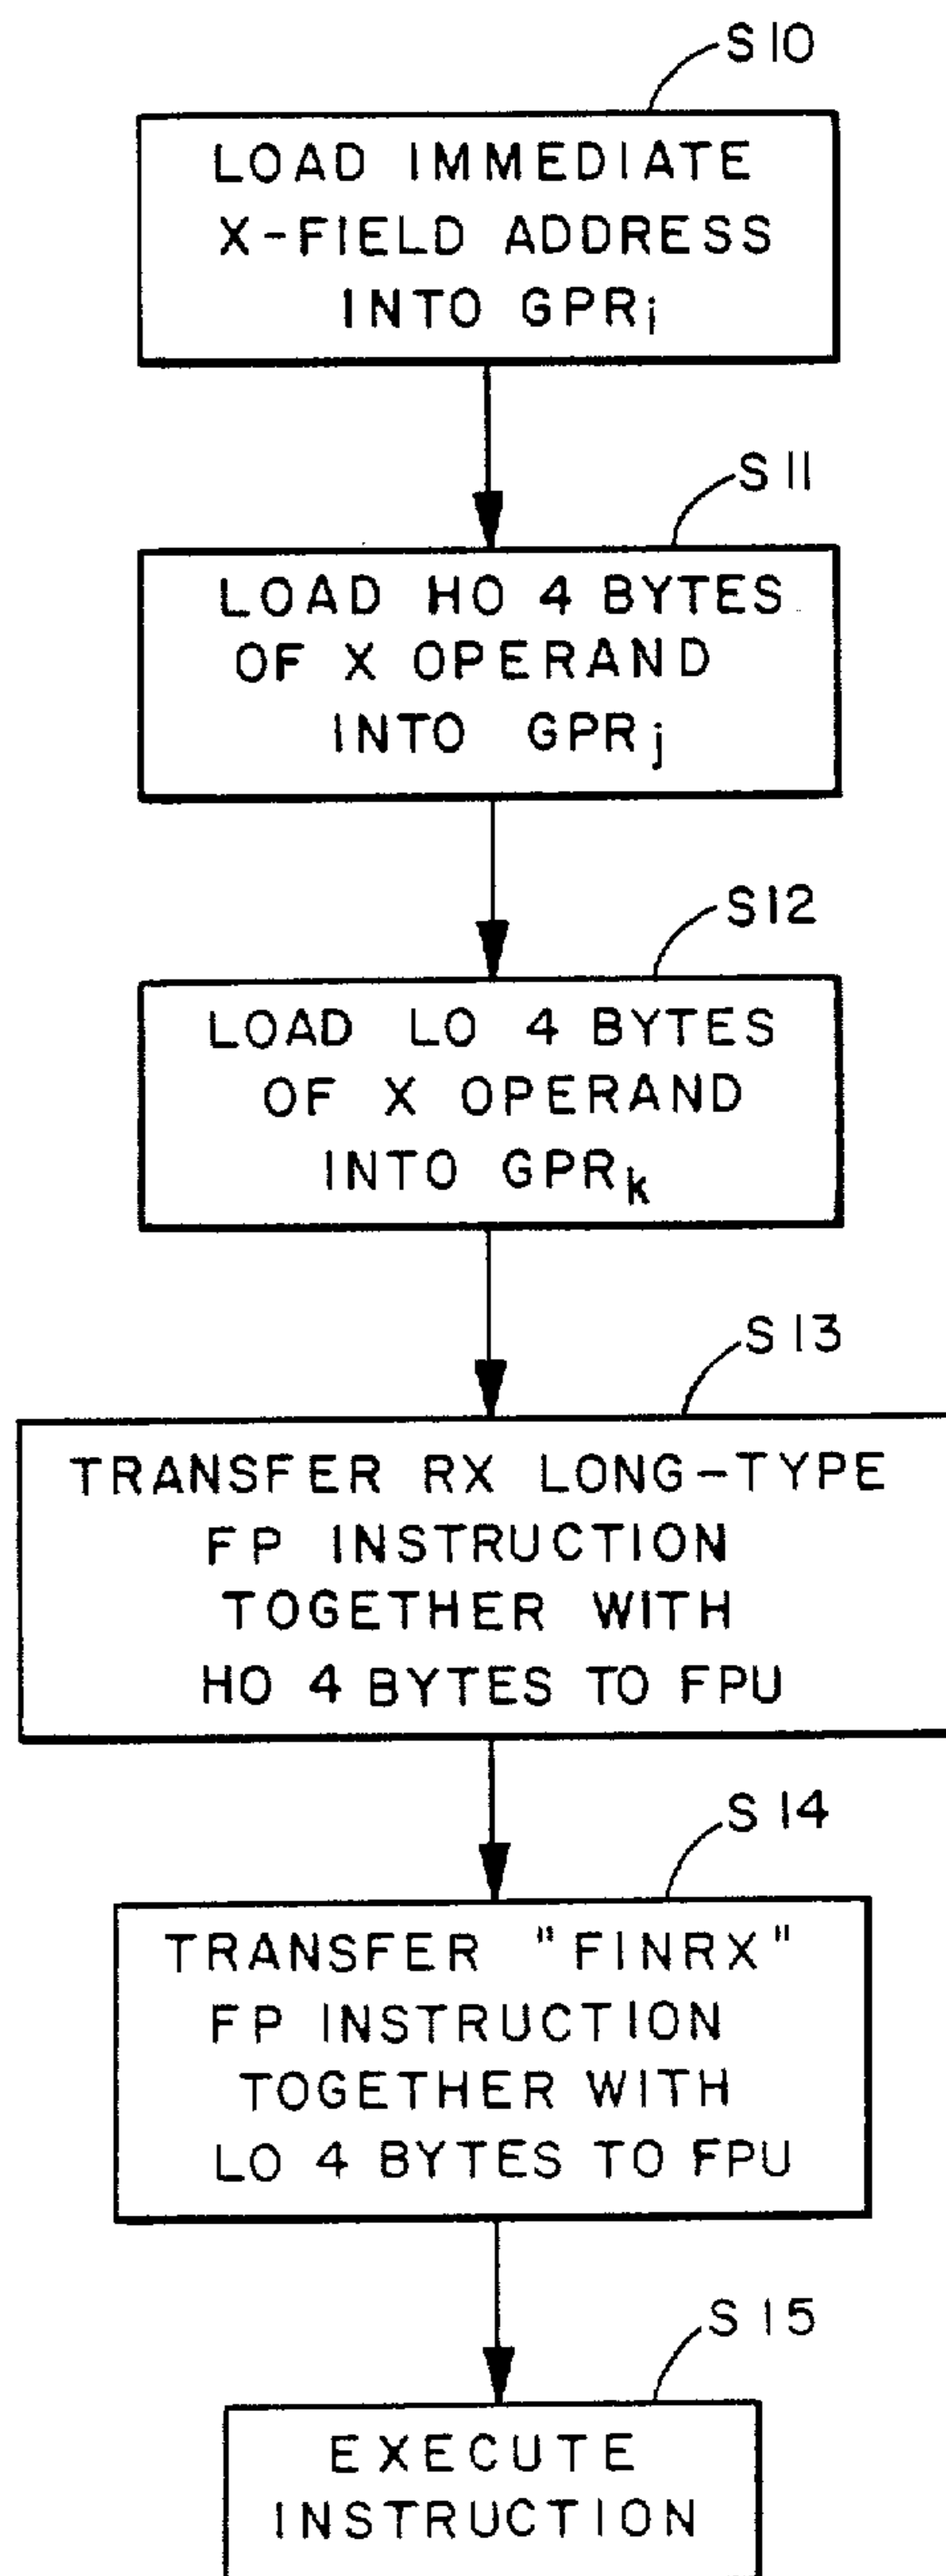 S10
LOAD IMMEDIATE
X-FIELD ADDRESS
INTO GPRi
S11
LOAD HO 4 BYTES
OF X OPERAND
INTO GPRj
S12
LOAD LO 4 BYTES
OF X OPERAND
INTO GPRk
S13
TRANSFER RX LONG-TYPE
FP INSTRUCTION
TOGETHER WITH
HO 4 BYTES TO FPU
S14
TRANSFER "FINRX"
FP INSTRUCTION
TOGETHER WITH
LO 4 BYTES TO FPU
S15
EXECUTE
INSTRUCTION